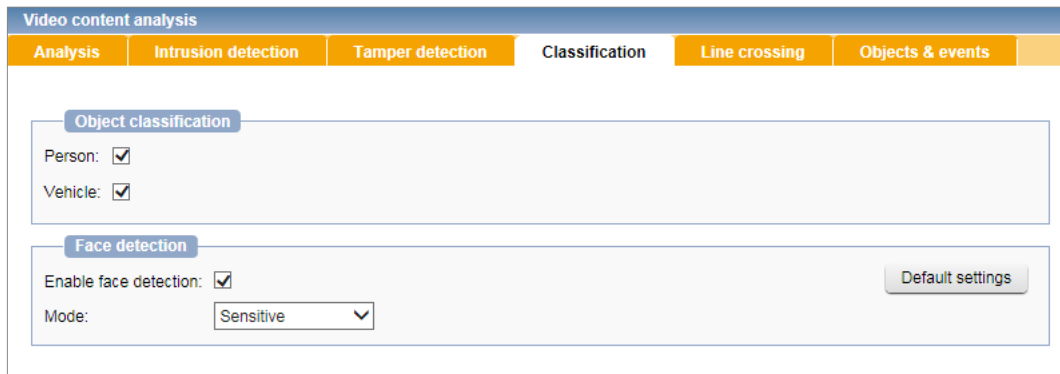 Video content analysis
Analysis Intrusion detection Tamper detection Classification Line crossing Objects & events
Object classification
Person:
Vehicle:
Face detection
Enable face detection:
Default settings
Mode: Sensitive